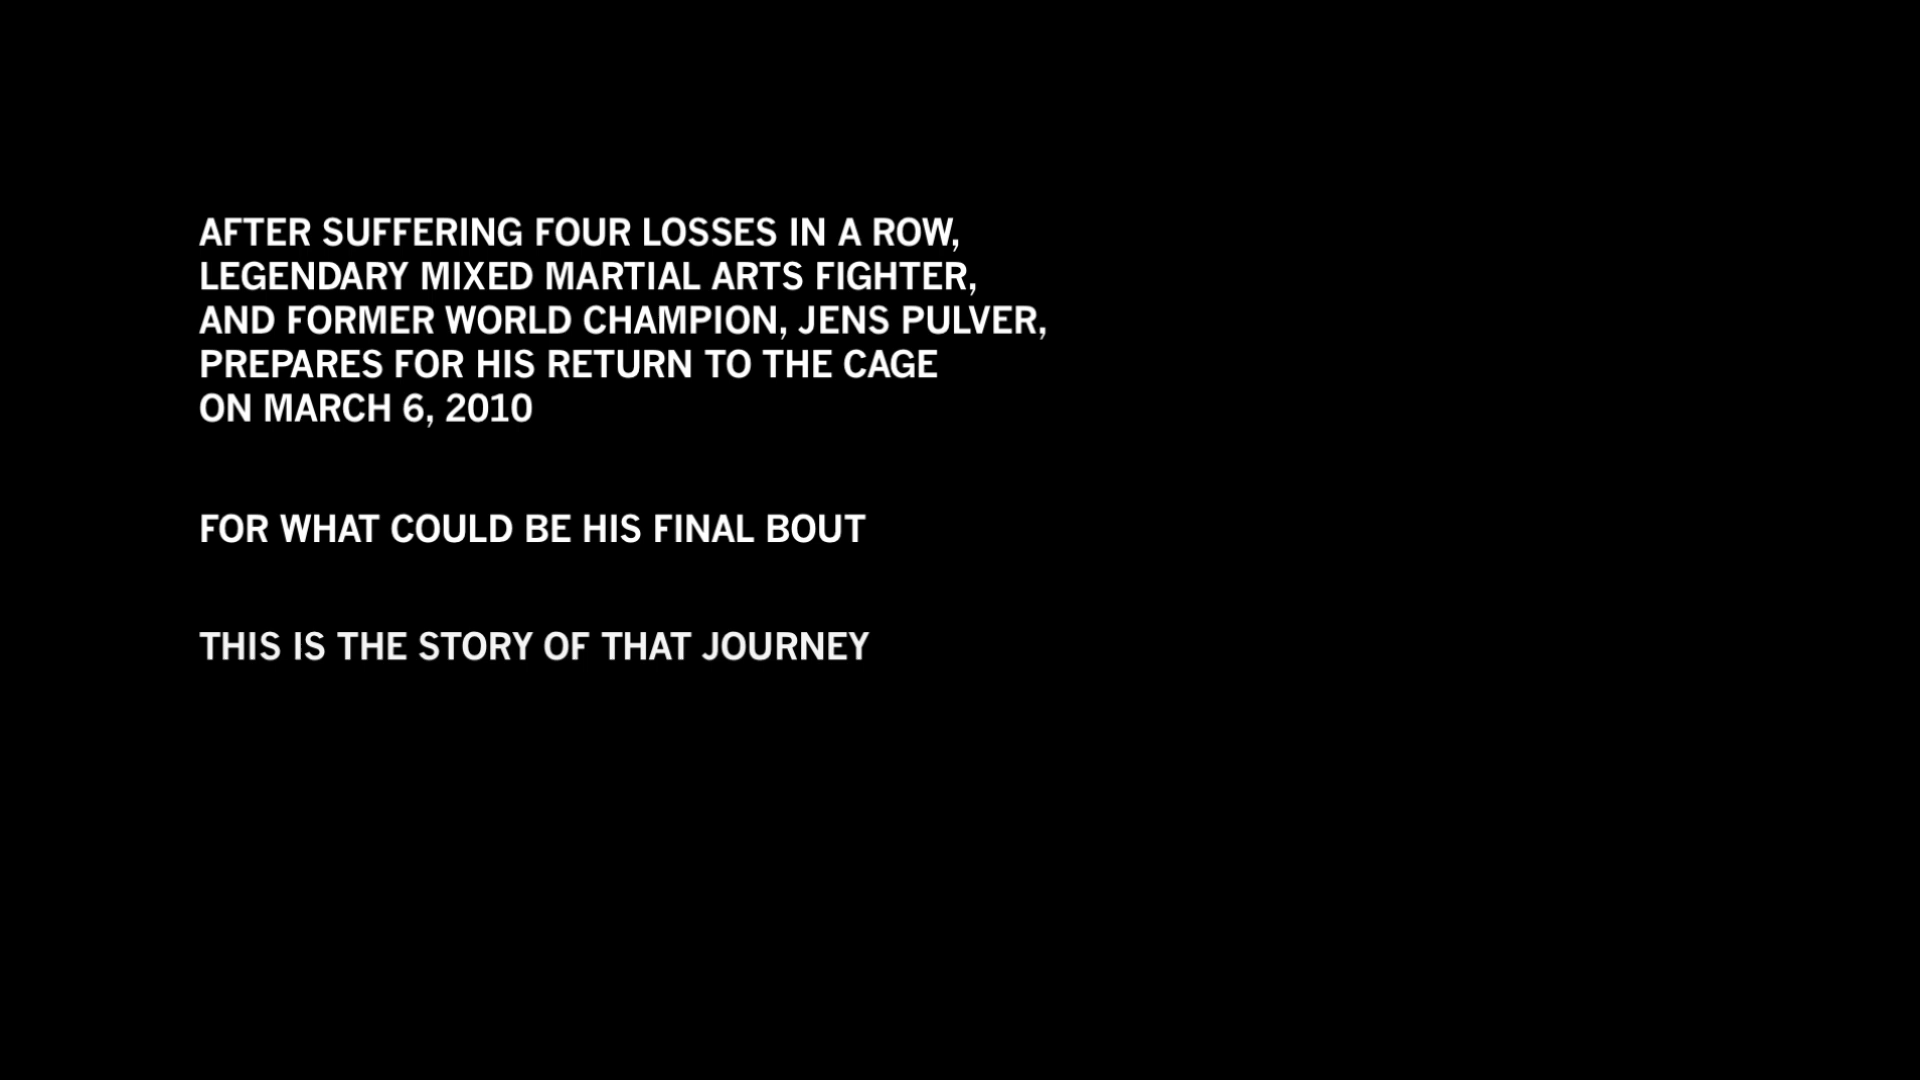 AFTER SUFFERING FOUR LOSSES IN A ROW,
LEGENDARY MIXED MARTIAL ARTS FIGHTER,
AND FORMER WORLD CHAMPION, JENS PULVER,
PREPARES FOR HIS RETURN TO THE CAGE
ON MARCH 6, 2010
FOR WHAT COULD BE HIS FINAL BOUT
THIS IS THE STORY OF THAT JOURNEY